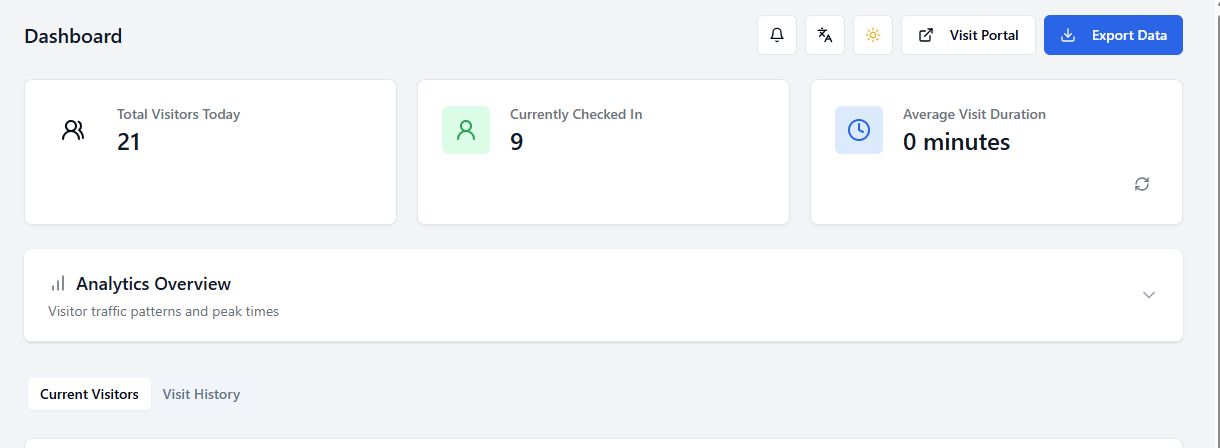 Dashboard
Visit Portal
Export Data
Total Visitors Today
21
Currently Checked In
9
Average Visit Duration
0 minutes
Analytics Overview
Visitor traffic patterns and peak times
Current Visitors
Visit History